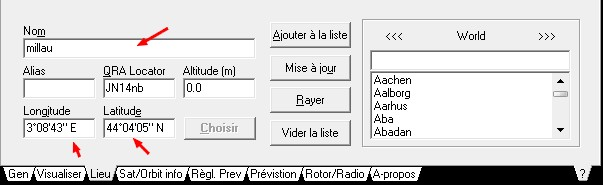 Nom
millau
Ajouter à la liste
<<< World >>>
Alias QRA Locator Altitude (m)
JN14nb 0.0
Mise à jour
Aachen
Aalborg
Aarhus
Aba
Abadan
Rayer
Longitude Latitude
3°08'43'' E 44°04'05'' N
Choisir
Vider la liste
Gen Visualiser Lieu Sat/Orbit info Règl. Prev Prévistion Rotor/Radio A-propos ?